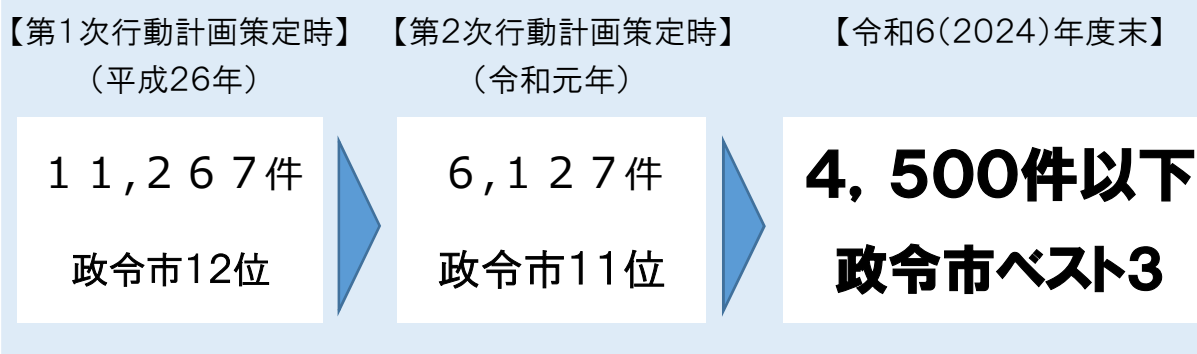 【第1次行動計画策定時】
（平成26年）
１１,２６７件
政令市12位
【第2次行動計画策定時】
（令和元年）
６,１２７件
政令市11位
【令和6(2024)年度末】
４，５００件以下
政令市ベスト３